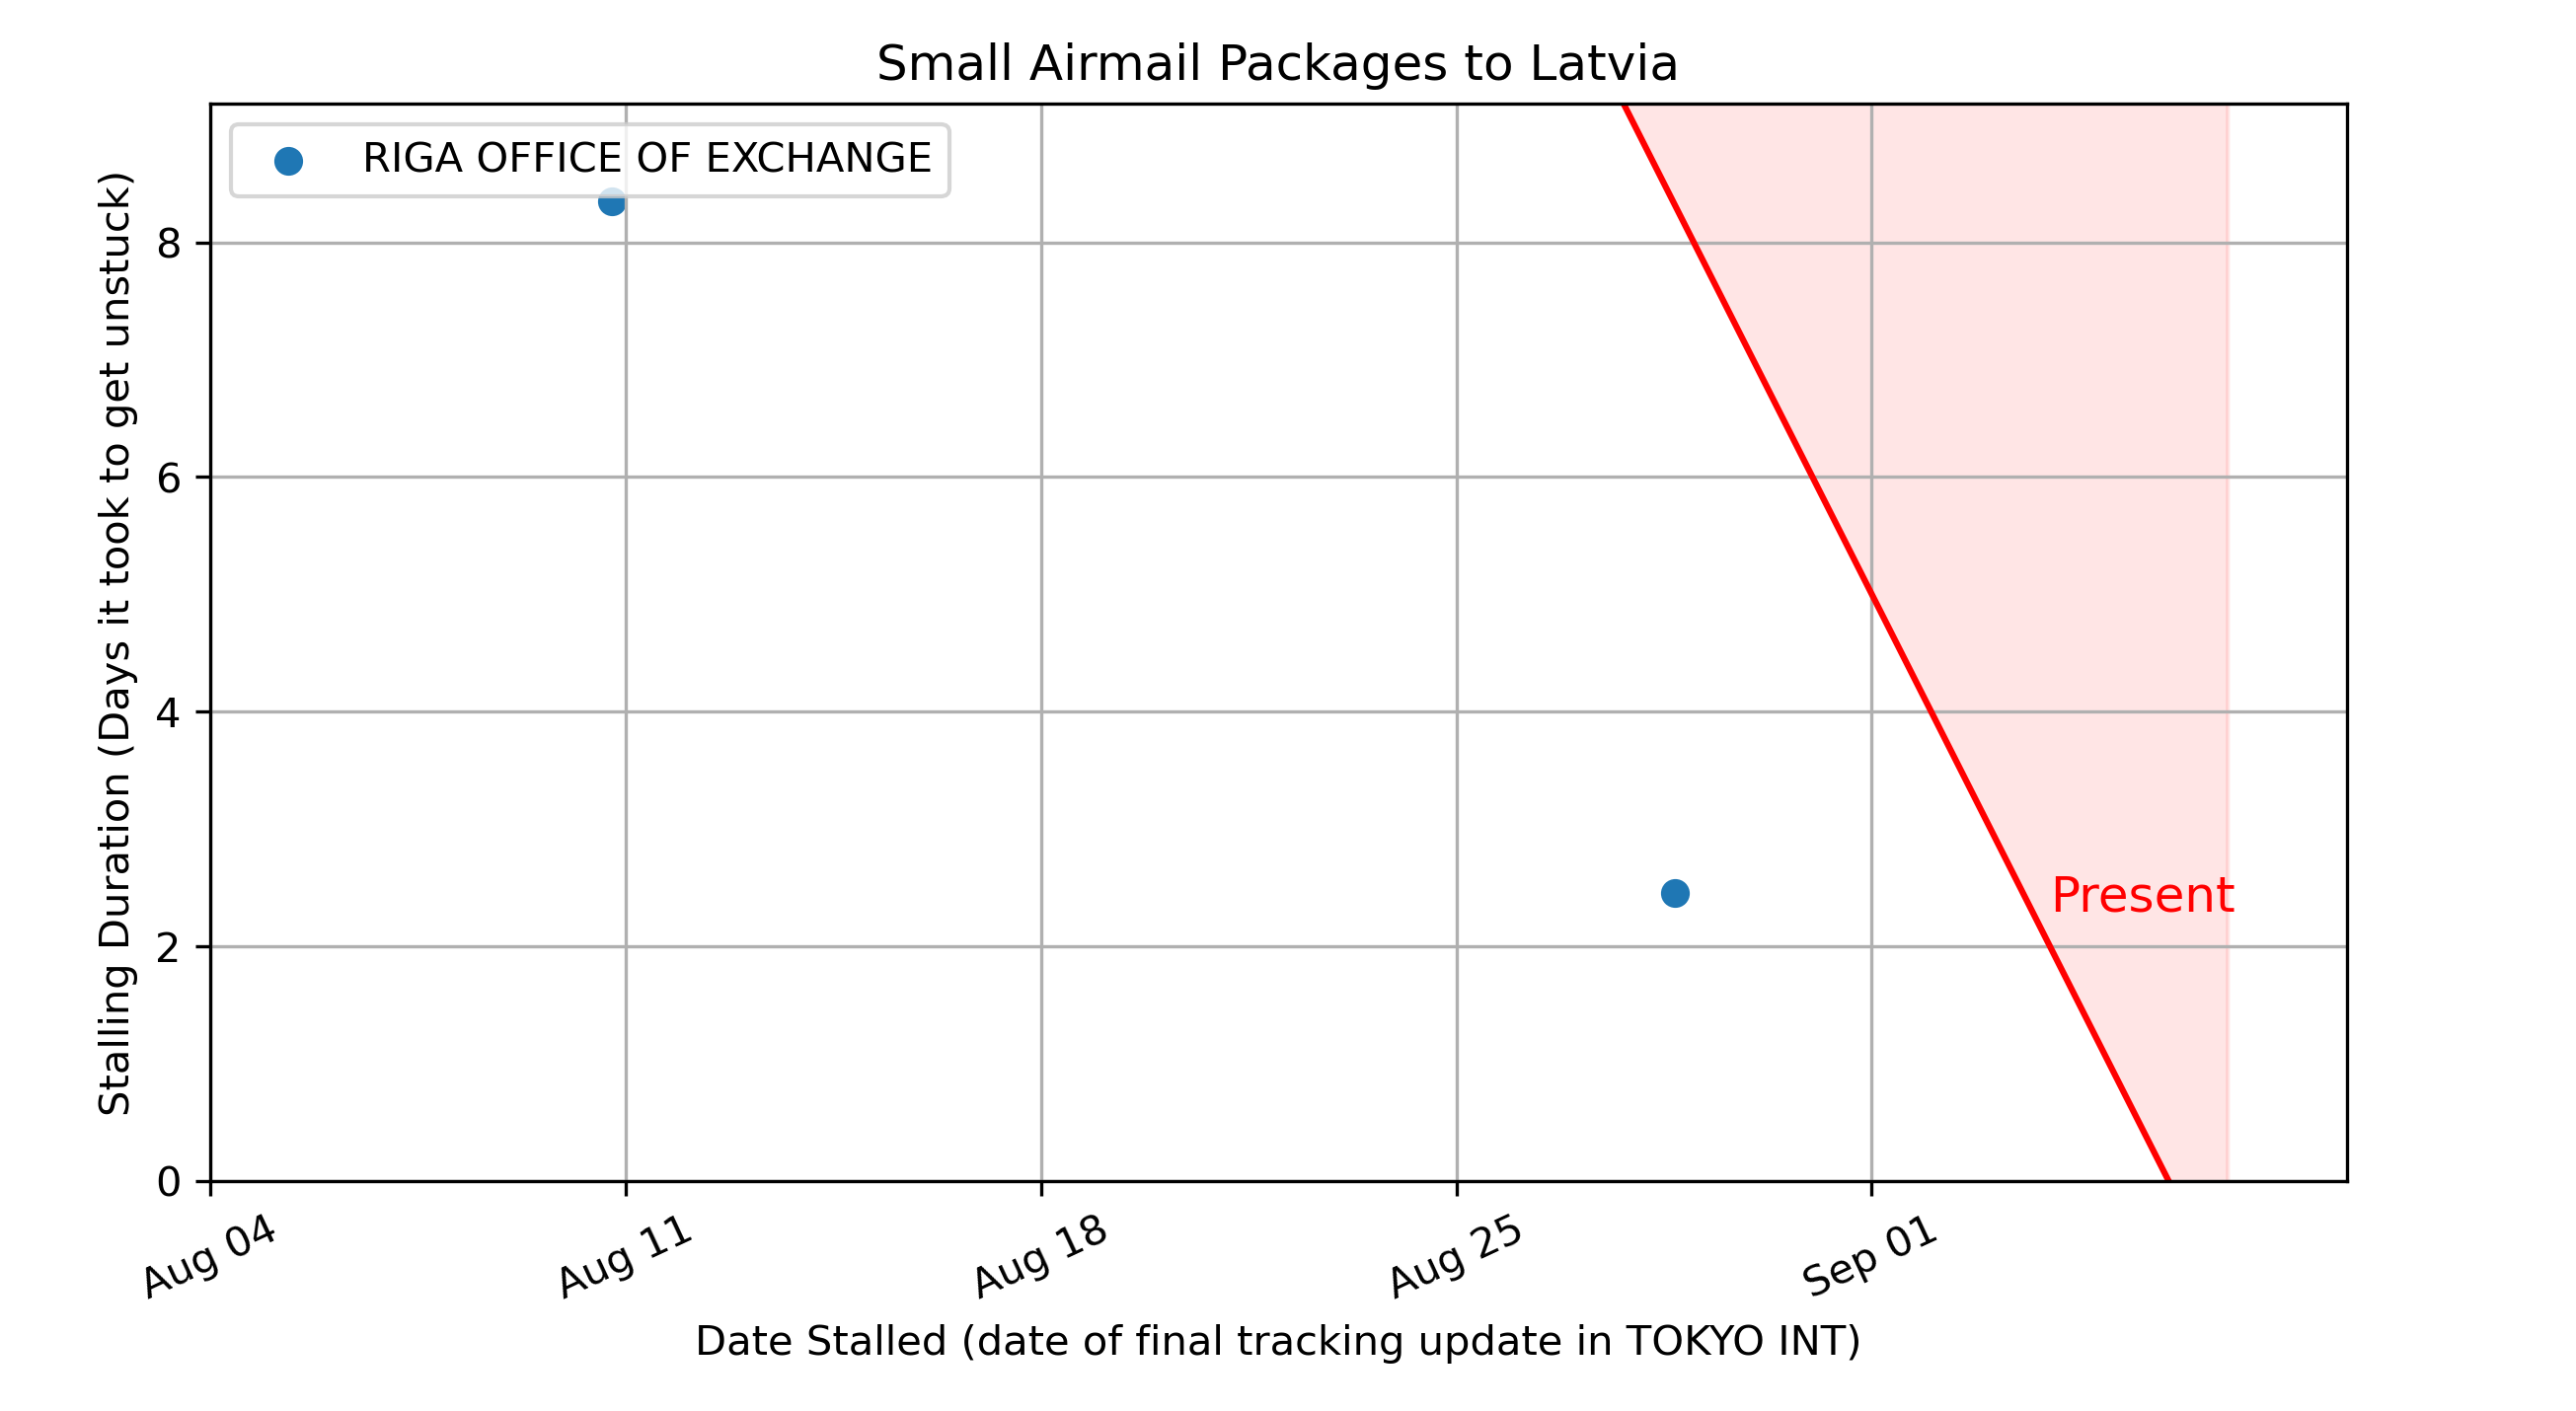 Small Airmail Packages to Latvia
RIGA OFFICE OF EXCHANGE
Stalling Duration (Days it took to get unstuck)
8
6
4
2
0
Present
Aug 04
Aug 11
Aug 18
Aug 25
Sep 01
Date Stalled (date of final tracking update in TOKYO INT)